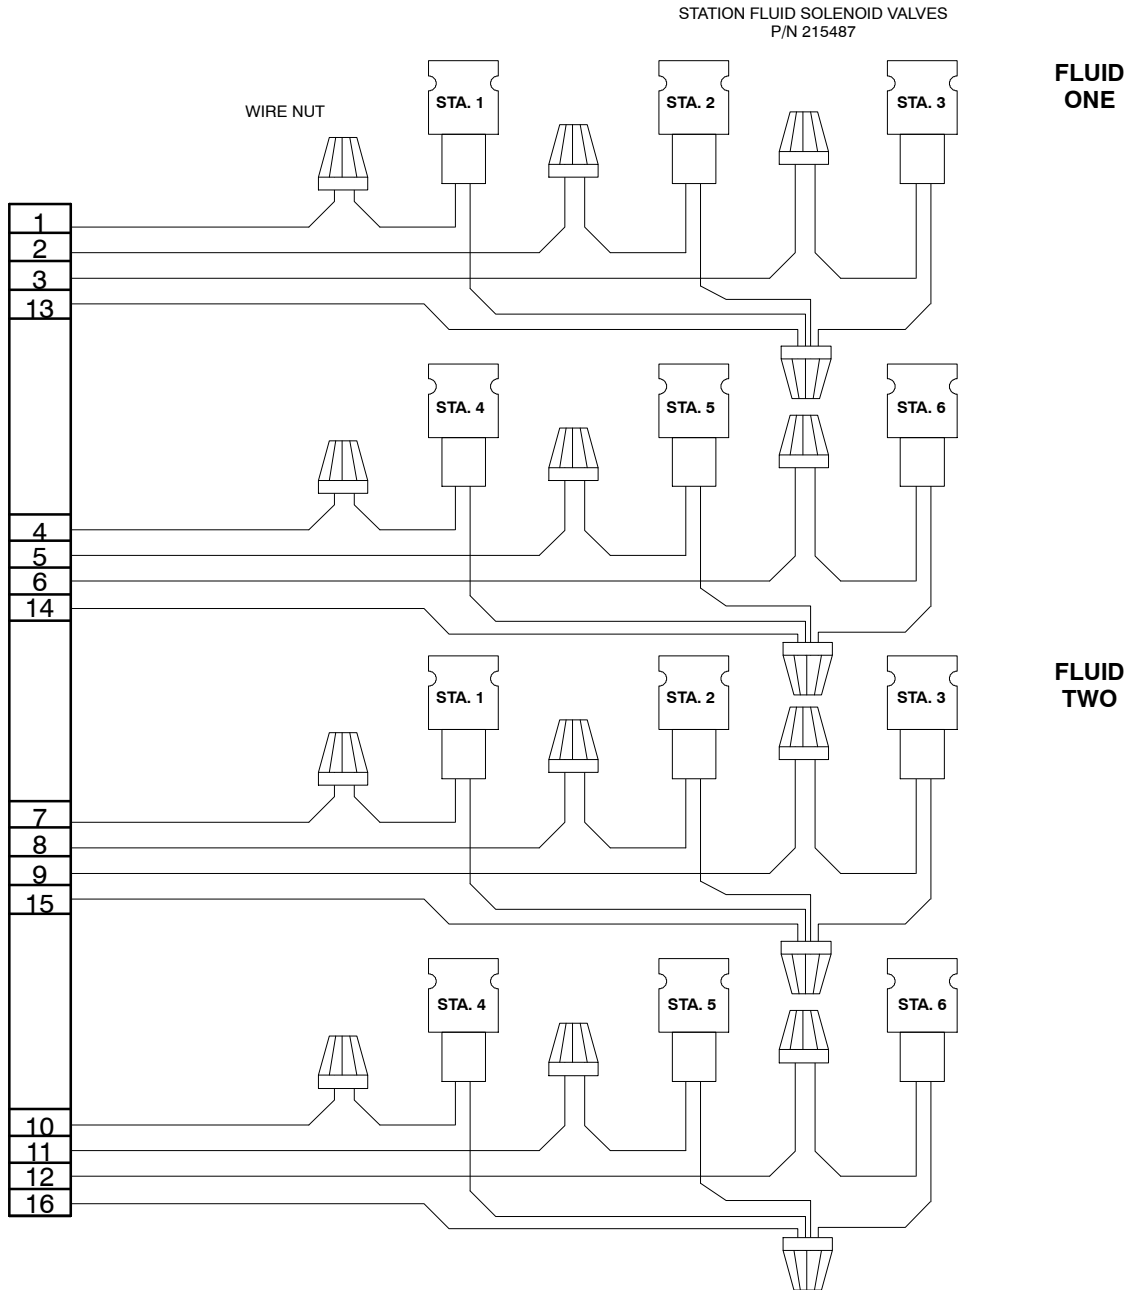 STATION FLUID SOLENOID VALVES
P/N 215487
FLUID
ONE
WIRE NUT
STA. 1
STA. 2
STA. 3
1
2
3
13
STA. 4
STA. 5
STA. 6
4
5
6
14
FLUID
TWO
STA. 1
STA. 2
STA. 3
7
8
9
15
STA. 4
STA. 5
STA. 6
10
11
12
16